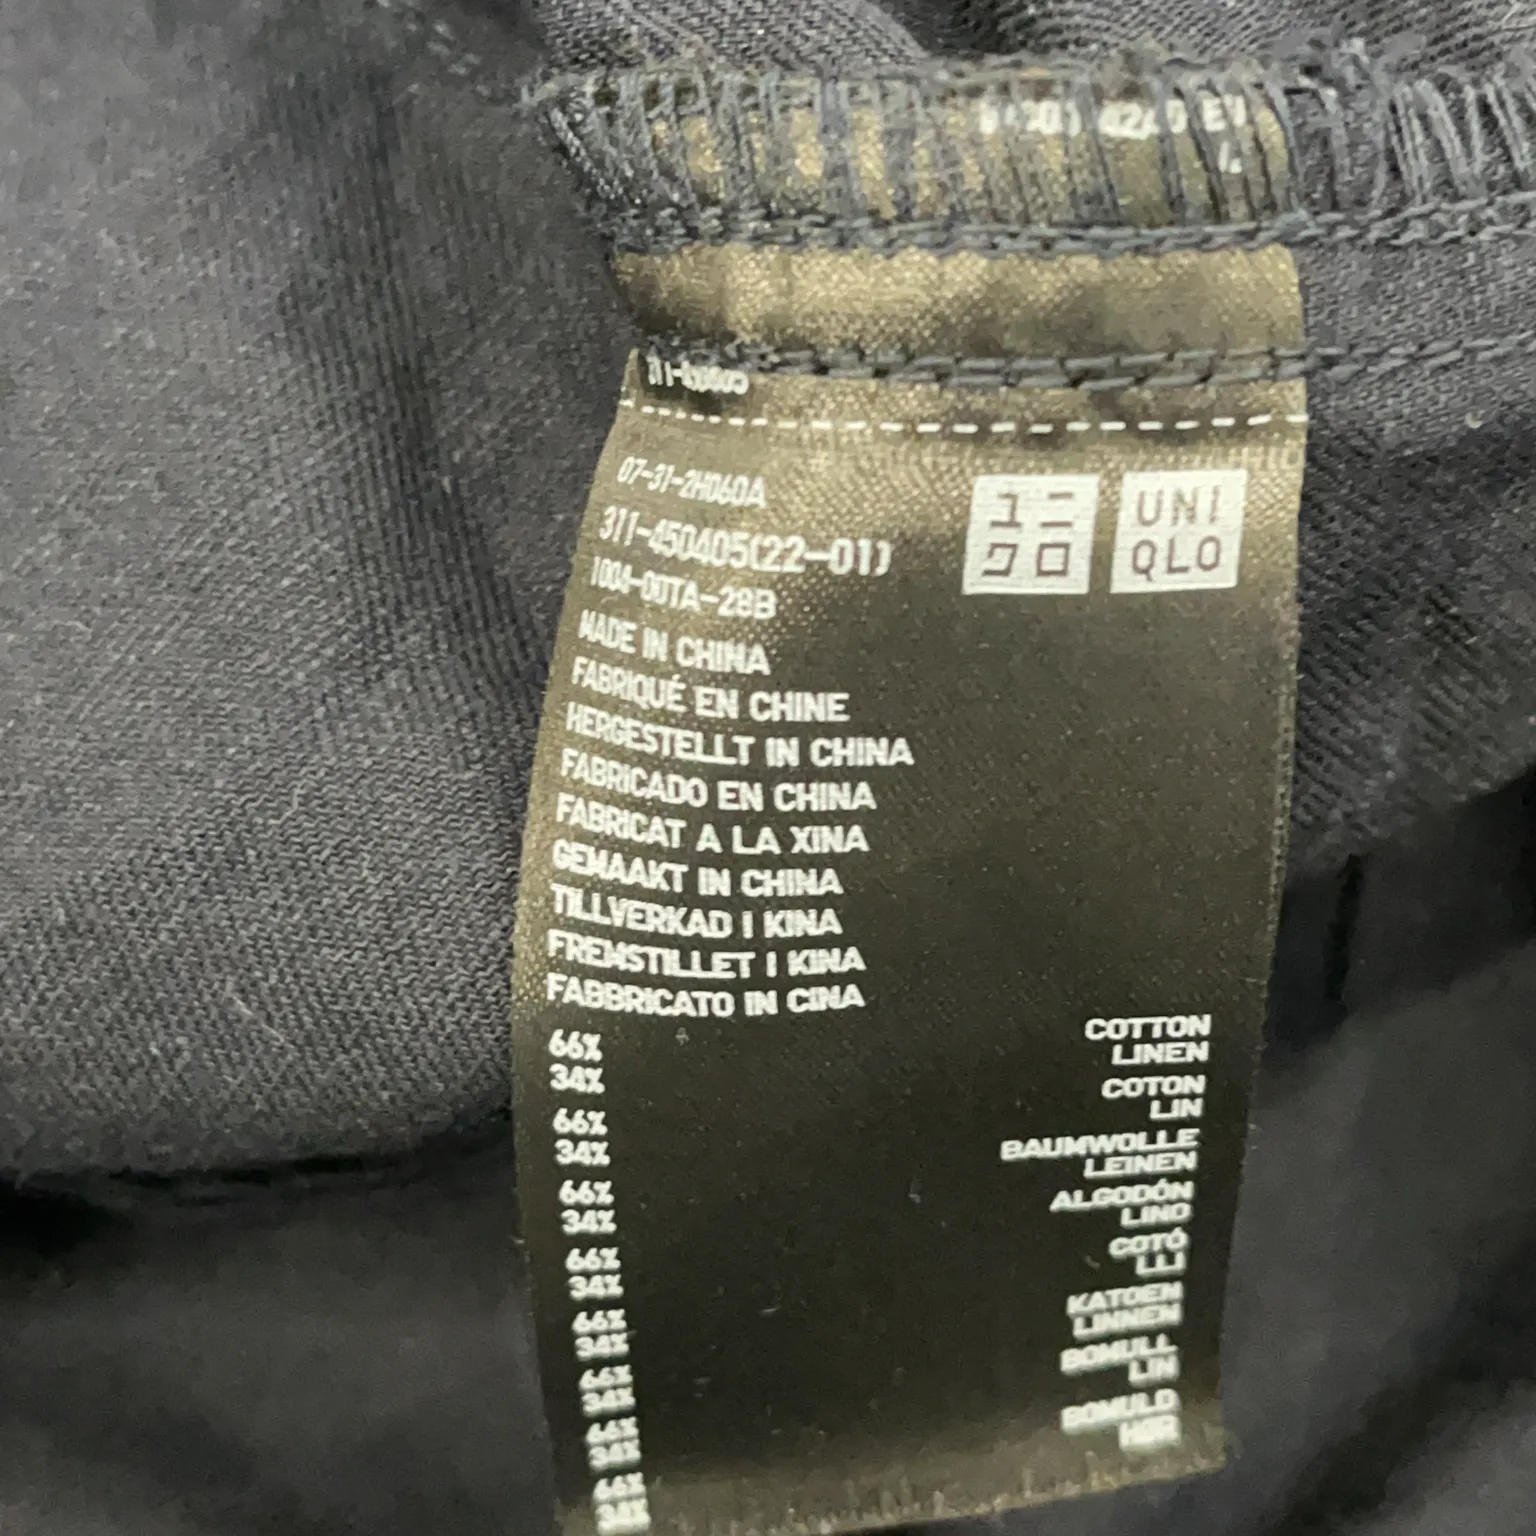 07-31-2H060A
311-450405(22-01)
1004-00TA-28B
ユニ
クロ
UNI
QLO
MADE IN CHINA
FABRIQUÉ EN CHINE
HERGESTELLT IN CHINA
FABRICADO EN CHINA
FABRICAT A LA XINA
GEMAAKT IN CHINA
TILLVERKAD I KINA
FREMSTILLET I KINA
FABBRICATO IN CINA
66% COTTON
34% LINEN
66% COTON
34% LIN
66% BAUMWOLLE
34% LEINEN
66% ALGODÓN
34% LINO
66% COTÓ
34% LLI
66% KATOEN
34% LINNEN
66% BOMULL
34% LIN
66% BOMULD
34% HØR